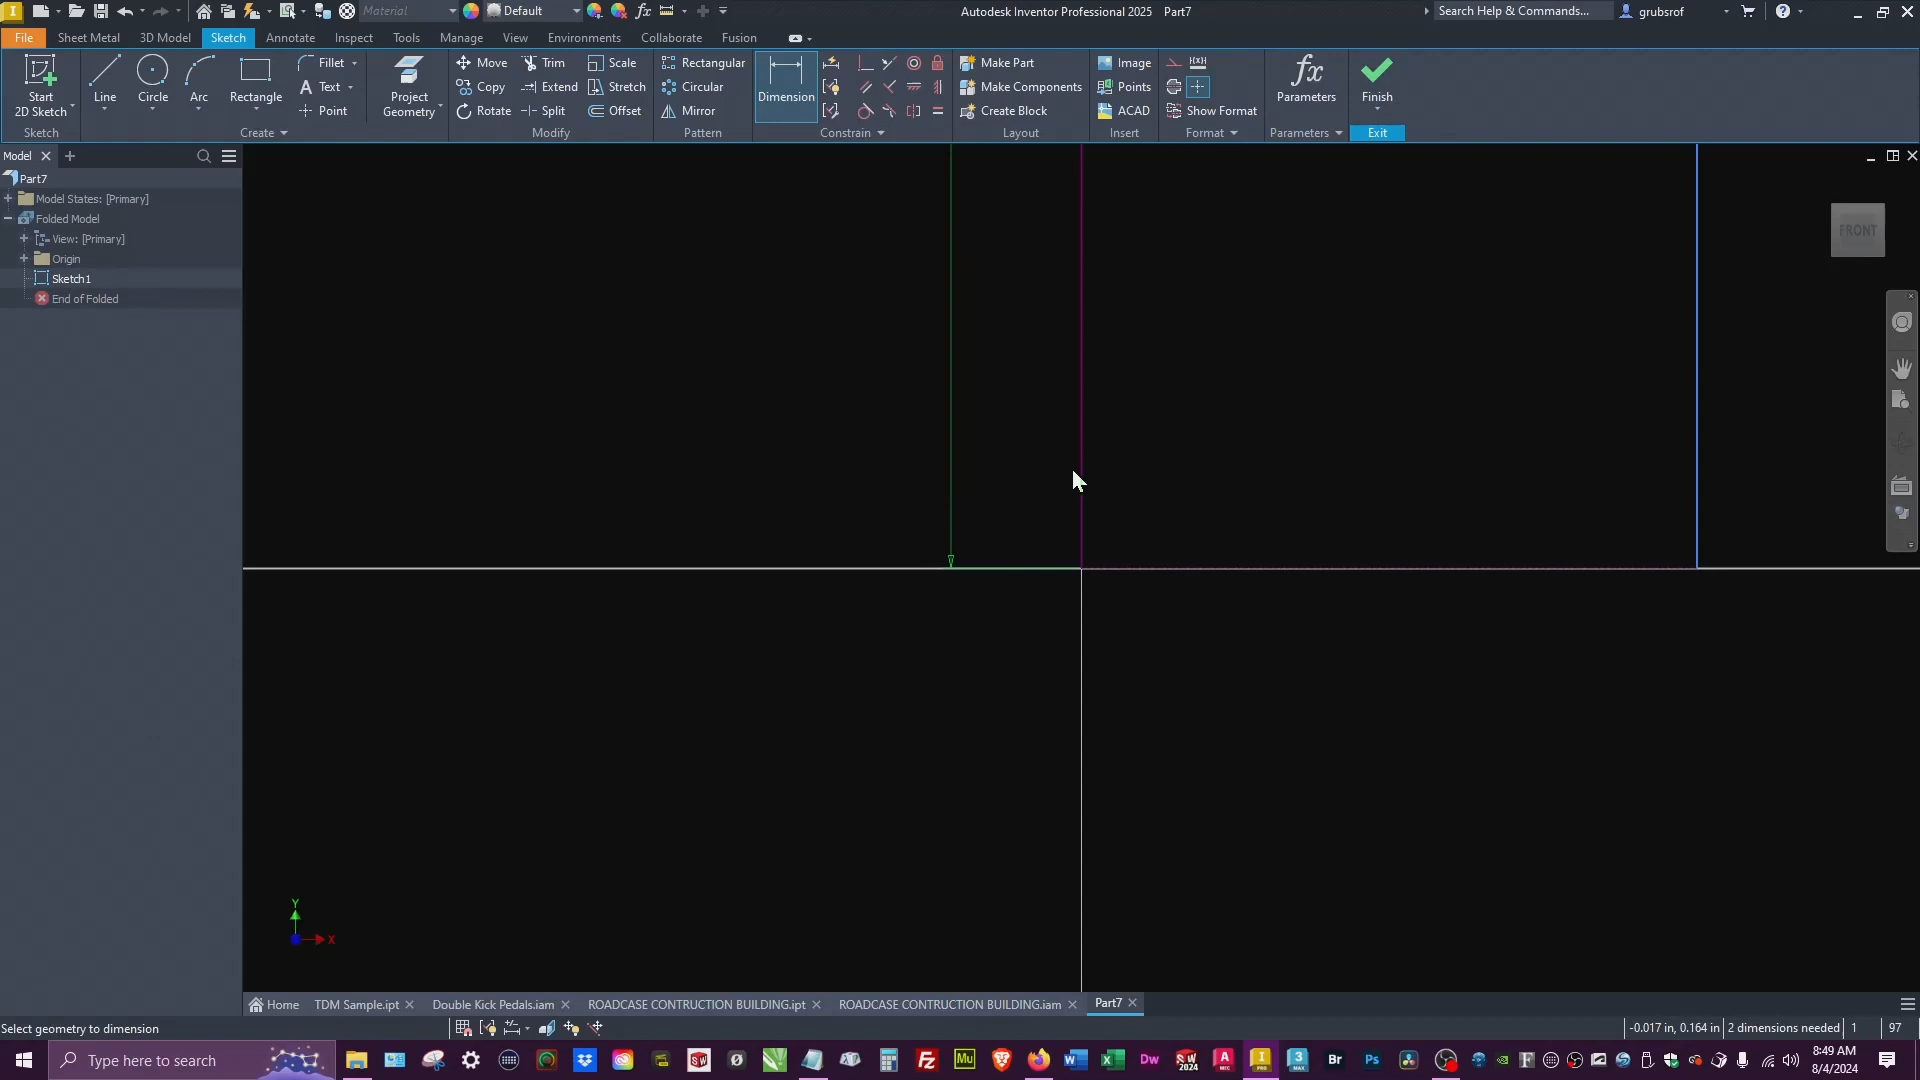 Material
Default
Autodesk Inventor Professional 2025 Part7
Search Help & Commands...
grubsrof
File
Sheet Metal
3D Model
Sketch
Annotate
Inspect
Tools
Manage
View
Environments
Collaborate
Fusion
Start
2D Sketch
Line
Circle
Arc
Rectangle
Fillet
Text
Point
Project
Geometry
Move
Copy
Rotate
Trim
Extend
Split
Scale
Stretch
Offset
Rectangular
Circular
Mirror
Dimension
Make Part
Make Components
Create Block
Image
Points
ACAD
Show Format
Parameters
Finish
Sketch
Create
Modify
Pattern
Constrain
Layout
Insert
Format
Parameters
Exit
Model
Part7
Model States: [Primary]
Folded Model
View: [Primary]
Origin
Sketch1
End of Folded
FRONT
Y
X
Home
TDM Sample.ipt
Double Kick Pedals.iam
ROADCASE CONTRUCTION BUILDING.ipt
ROADCASE CONTRUCTION BUILDING.iam
Part7
Select geometry to dimension
-0.017 in, 0.164 in
2 dimensions needed
1
97
Type here to search
8:49 AM
8/4/2024